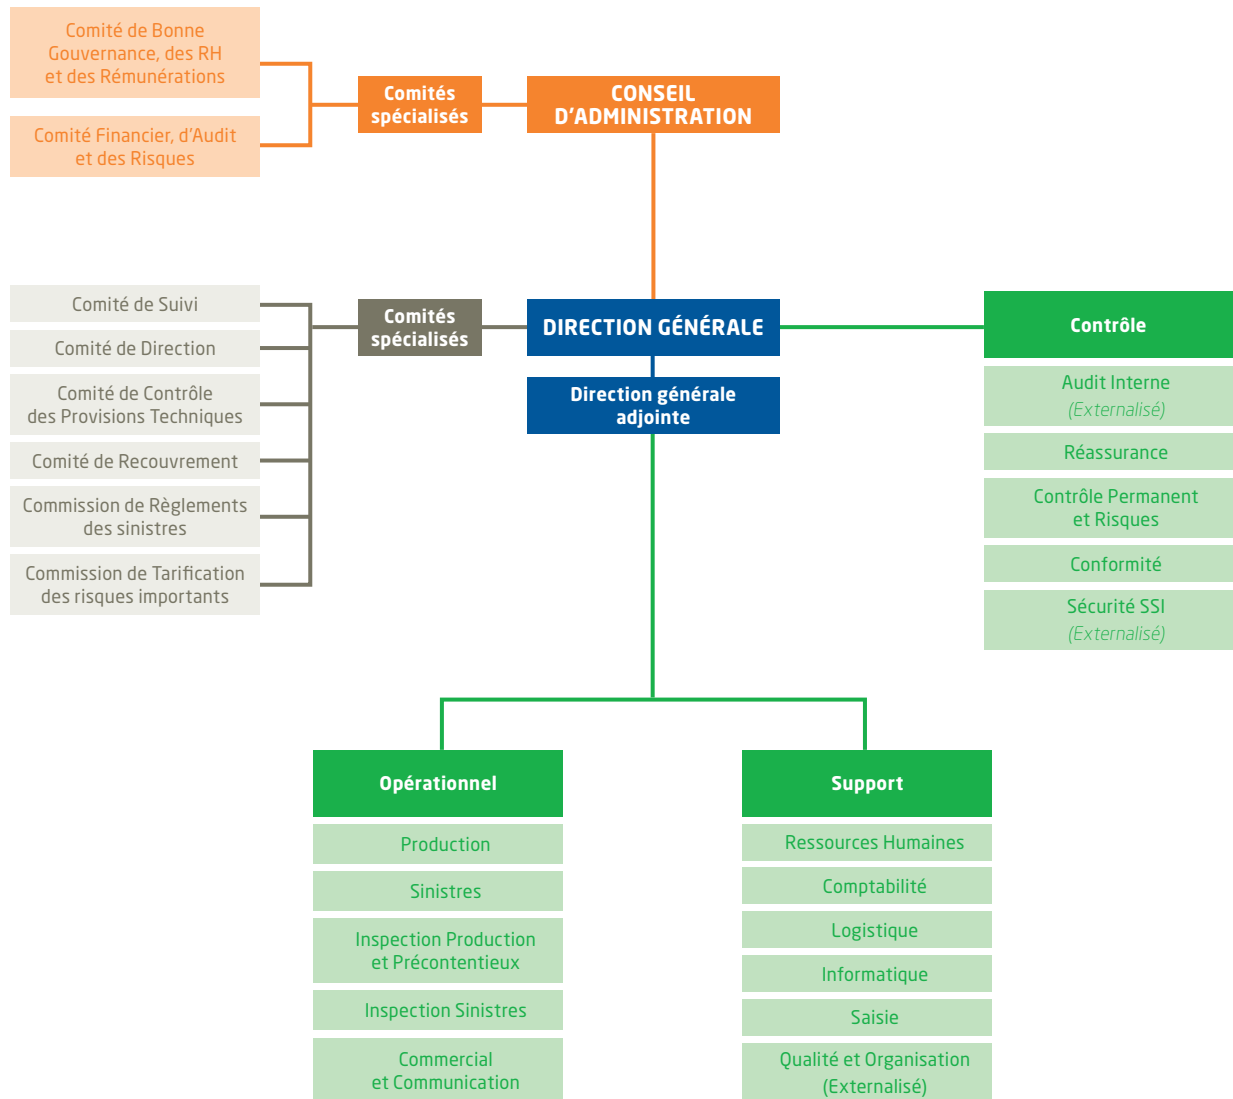 Comité de Bonne
Gouvernance, des RH
et des Rémunérations
Comité Financier, d'Audit
et des Risques
Comités
spécialisés
CONSEIL
D'ADMINISTRATION
Comité de Suivi
Comité de Direction
Comité de Contrôle
des Provisions Techniques
Comité de Recouvrement
Commission de Règlements
des sinistres
Commission de Tarification
des risques importants
Comités
spécialisés
DIRECTION GÉNÉRALE
Direction générale
adjointe
Contrôle
Audit Interne
(Externalisé)
Réassurance
Contrôle Permanent
et Risques
Conformité
Sécurité SSI
(Externalisé)
Opérationnel
Production
Sinistres
Inspection Production
et Précontentieux
Inspection Sinistres
Commercial
et Communication
Support
Ressources Humaines
Comptabilité
Logistique
Informatique
Saisie
Qualité et Organisation
(Externalisé)